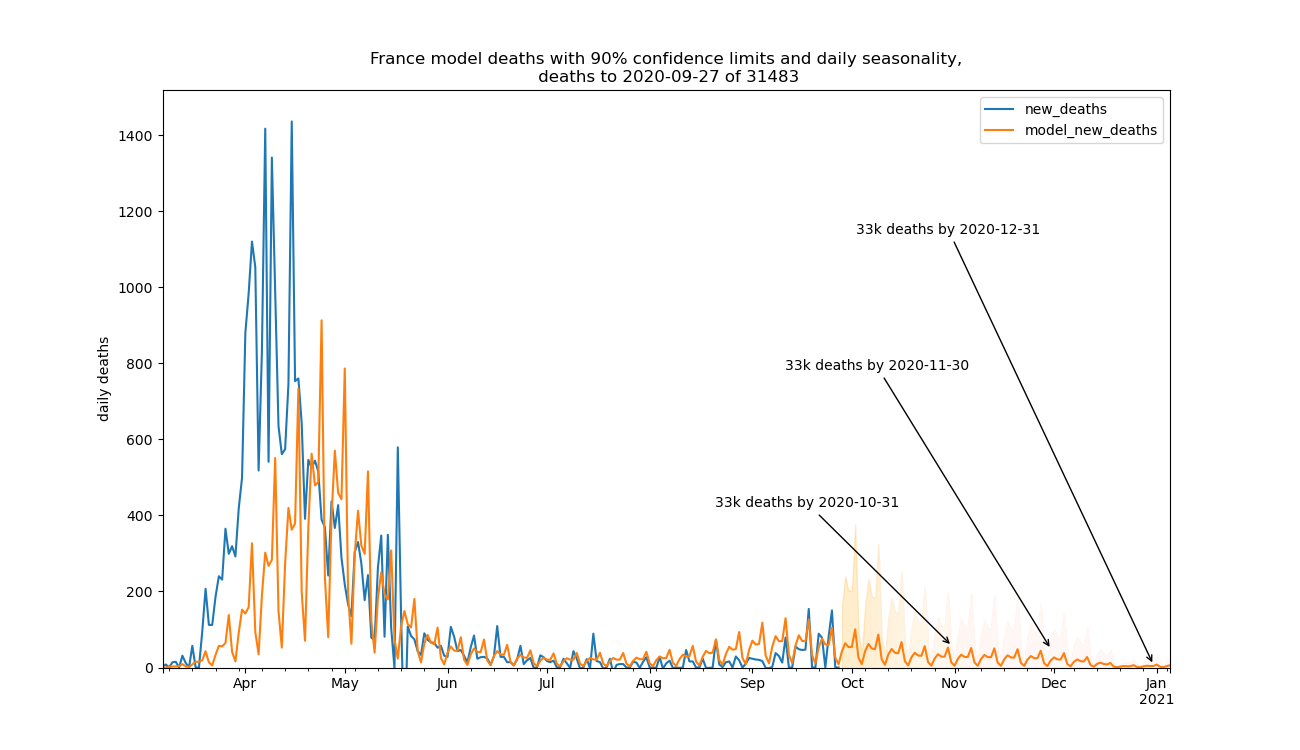 France model deaths with 90% confidence limits and daily seasonality,
deaths to 2020-09-27 of 31483
new_deaths
model_new_deaths
1400
1200
1000
800
600
400
200
0
daily deaths
33k deaths by 2020-12-31
33k deaths by 2020-11-30
33k deaths by 2020-10-31
Apr May Jun Jul Aug Sep Oct Nov Dec Jan
2021